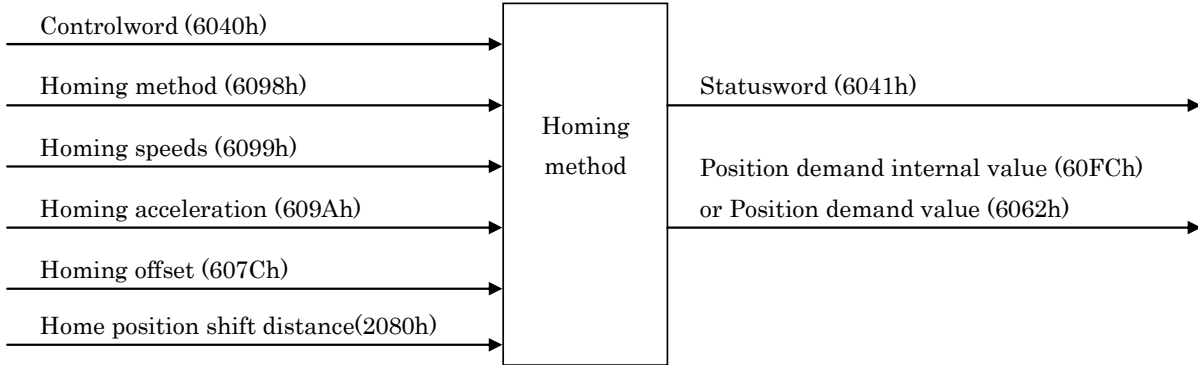 Controlword (6040h)
Homing method (6098h)
Homing speeds (6099h)
Homing acceleration (609Ah)
Homing offset (607Ch)
Home position shift distance(2080h)
Homing
method
Statusword (6041h)
Position demand internal value (60FCh)
or Position demand value (6062h)